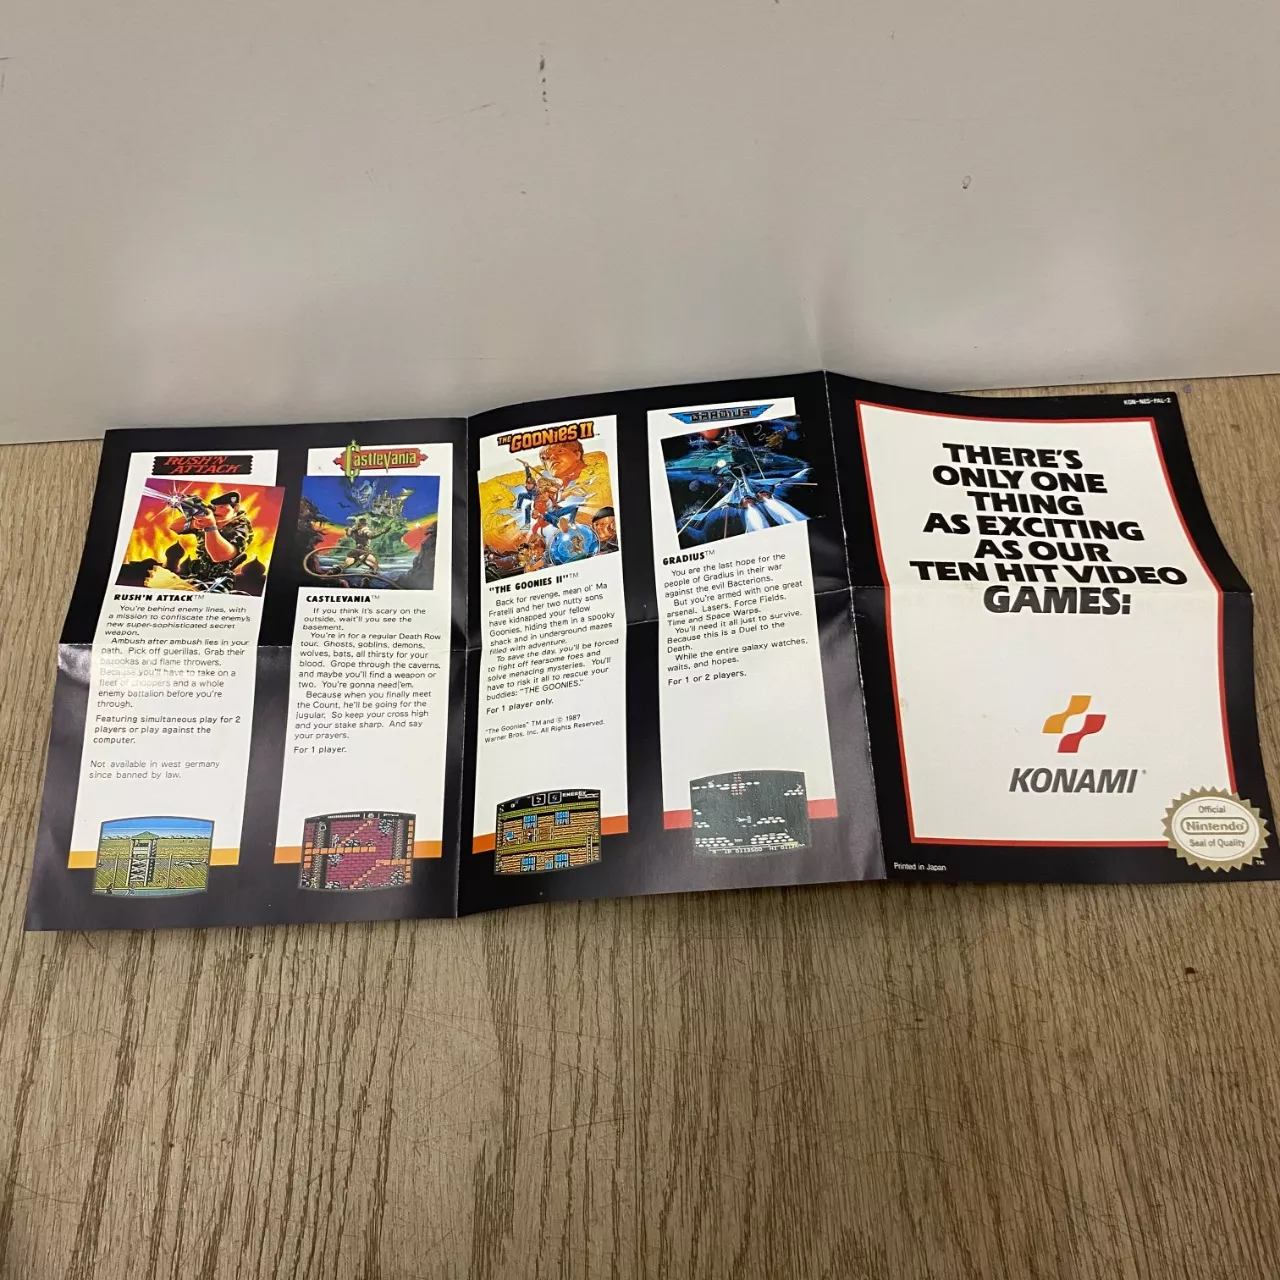 RUSH'N
ATTACK
RUSH'N ATTACK™
You're behind enemy lines, with
a mission to confiscate the enemy's
new super-sophisticated secret
weapon.
Ambush after ambush lies in your
path. Pick off guerillas. Grab their
bazookas and flame throwers.
Because you'll have to take on a
fleet of choppers and a whole
enemy battalion before you're
through.
Featuring simultaneous play for 2
players or play against the
computer.
Not available in west germany
since banned by law.
Castlevania
CASTLEVANIA™
If you think it's scary on the
outside, wait'll you see the
basement.
You're in for a regular Death Row
tour. Ghosts, goblins, demons,
wolves, bats, all thirsty for your
blood. Grope through the caverns,
and maybe you'll find a weapon or
two. You're gonna need'em.
Because when you finally meet
the Count, he'll be going for the
jugular. So keep your cross high
and your stake sharp. And say
your prayers.
For 1 player.
THE GOONIES II™
"THE GOONIES II"™
Back for revenge, mean ol' Ma
Fratelli and her two nutty sons
have kidnapped your fellow
Goonies, hiding them in a spooky
shack and in underground mazes
filled with adventure.
To save the day, you'll be forced
to fight off fearsome foes and
solve menacing mysteries. You'll
have to risk it all to rescue your
buddies: "THE GOONIES."
For 1 player only.
"The Goonies" TM and © 1987
Warner Bros. Inc. All Rights Reserved.
ENERGY
GRADIUS
GRADIUS™
You are the last hope for the
people of Gradius in their war
against the evil Bacterions.
But you're armed with one great
arsenal. Lasers, Force Fields,
Time and Space Warps.
You'll need it all just to survive.
Because this is a Duel to the
Death.
While the entire galaxy watches,
waits, and hopes.
For 1 or 2 players.
KON-NES-PAL-2
THERE'S
ONLY ONE
THING
AS EXCITING
AS OUR
TEN HIT VIDEO
GAMES:
KONAMI®
Official
Nintendo®
Seal of Quality
TM
Printed in Japan